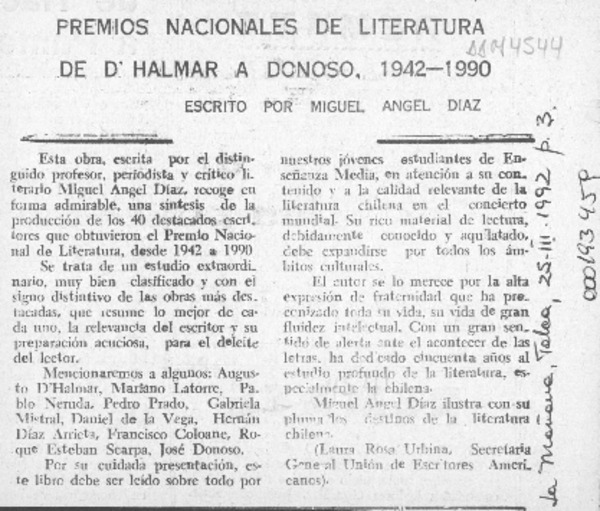 PREMIOS NACIONALES DE LITERATURA
DE D' HALMAR A DONOSO, 1942—1990
ESCRITO POR MIGUEL ANGEL DIAZ
Esta obra, escrita por el distin-
guido profesor, periodista y crítico li-
terario Miguel Angel Díaz, recoge en
forma admirable, una síntesis de la
producción de los 40 destacados escri-
tores que obtuvieron el Premio Nacio-
nal de Literatura, desde 1942 a 1990
Se trata de un estudio extraordi-
nario, muy bien clasificado y con el
signo distintivo de las obras más des-
tacadas, que resume lo mejor de ca-
da uno, la relevancia del escritor y su
preparación acuciosa, para el deleite
del lector.
Mencionaremos a algunos: Augus-
to D'Halmar, Mariano Latorre, Pa-
blo Neruda, Pedro Prado, Gabriela
Mistral, Daniel de la Vega, Hernán
Díaz Arrieta, Francisco Coloane, Ro-
que Esteban Scarpa, José Donoso.
Por su cuidada presentación, es-
te libro debe ser leído sobre todo por
nuestros jóvenes estudiantes de En-
señanza Media, en atención a su con-
tenido y a la calidad relevante de la
literatura chilena en el concierto
mundial. Su rico material de lectura,
debidamente conocido y aquilatado,
debe expandirse por todos los ám-
bitos culturales.
El autor se lo merece por la alta
expresión de fraternidad que ha pre-
conizado toda su vida, su vida de gran
fluidez intelectual. Con un gran sen-
tido de alerta ante el acontecer de las
letras, ha dedicado cincuenta años al
estudio profundo de la literatura, es-
pecialmente la chilena.
Miguel Angel Díaz ilustra con su
pluma los destinos de la literatura
chilena.
(Laura Rosa Urbina, Secretaria
General Unión de Escritores Ameri-
canos).
La Mañana, Talca, 25-III-1992 p. 3.